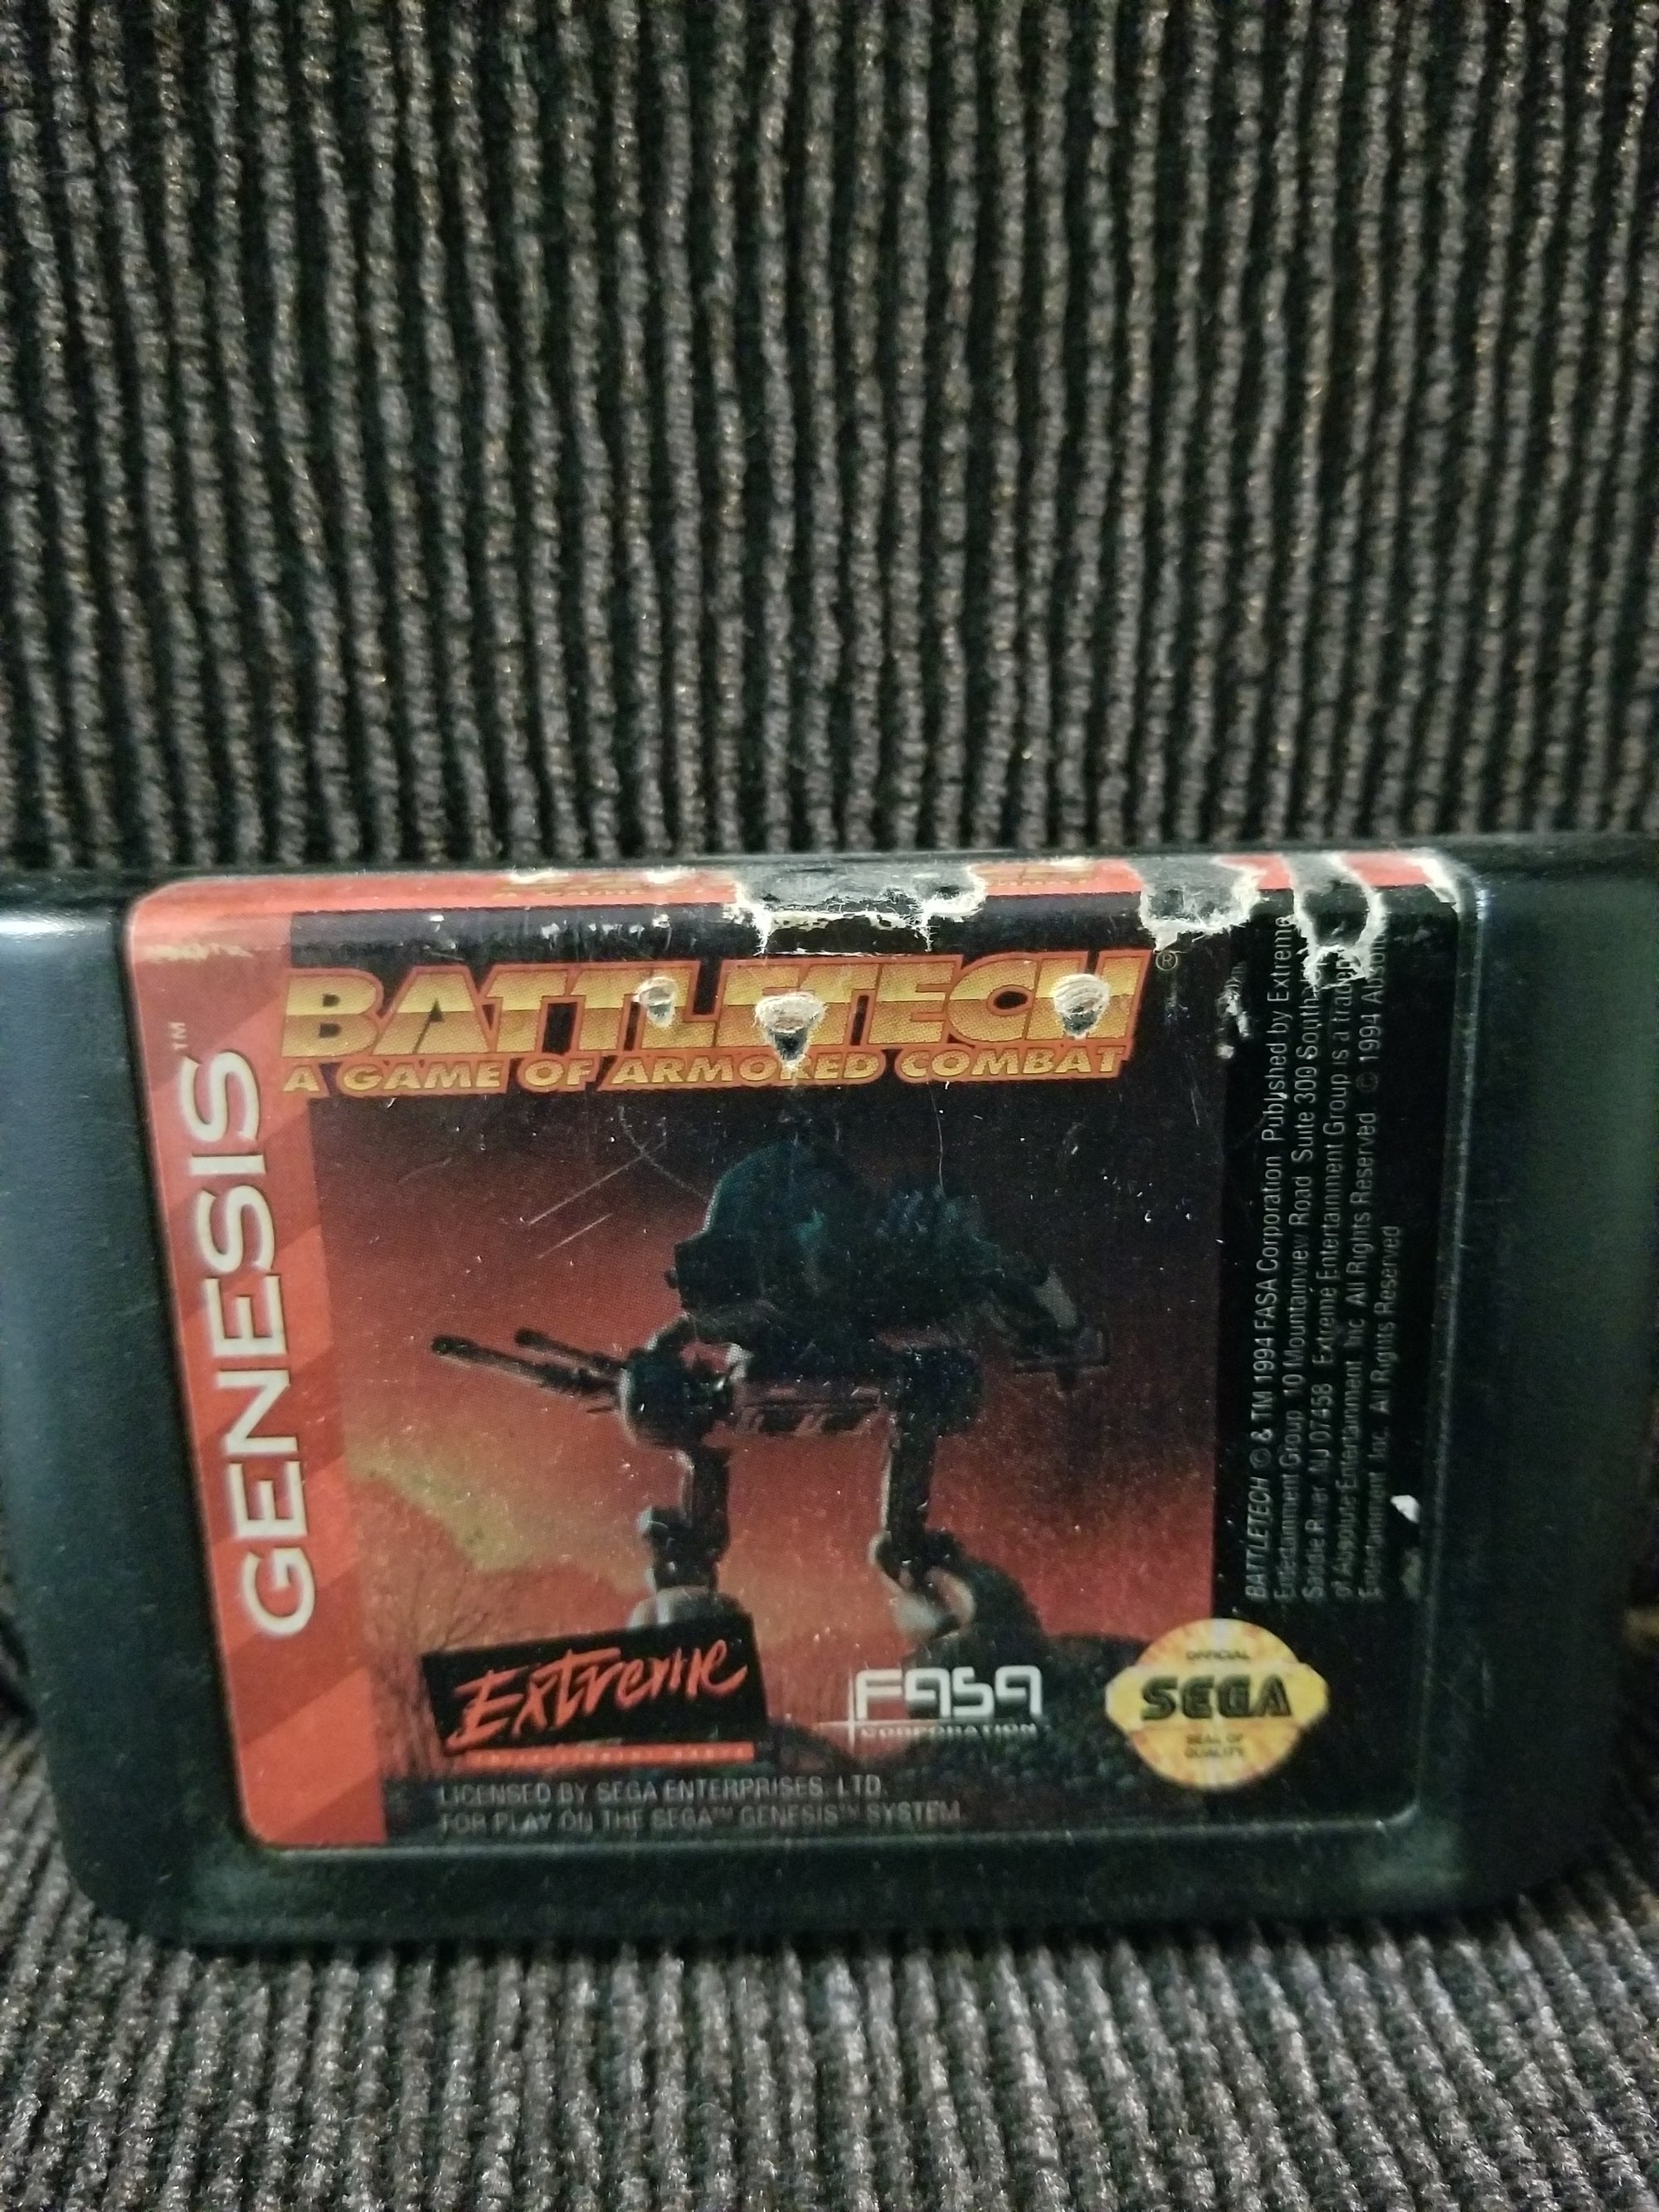 GENESIS™
BATTLETECH®
A GAME OF ARMORED COMBAT
Extreme
FASA
CORPORATION
OFFICIAL
SEGA
SEAL OF
QUALITY
LICENSED BY SEGA ENTERPRISES, LTD.
FOR PLAY ON THE SEGA™ GENESIS™ SYSTEM.
BATTLETECH © & TM 1994 FASA Corporation Published by Extreme
Entertainment Group 10 Mountainview Road Suite 300 South
Saddle River NJ 07458 Extreme Entertainment Group is a
of Absolute Entertainment Inc All Rights Reserved © 1994
Entertainment Inc All Rights Reserved